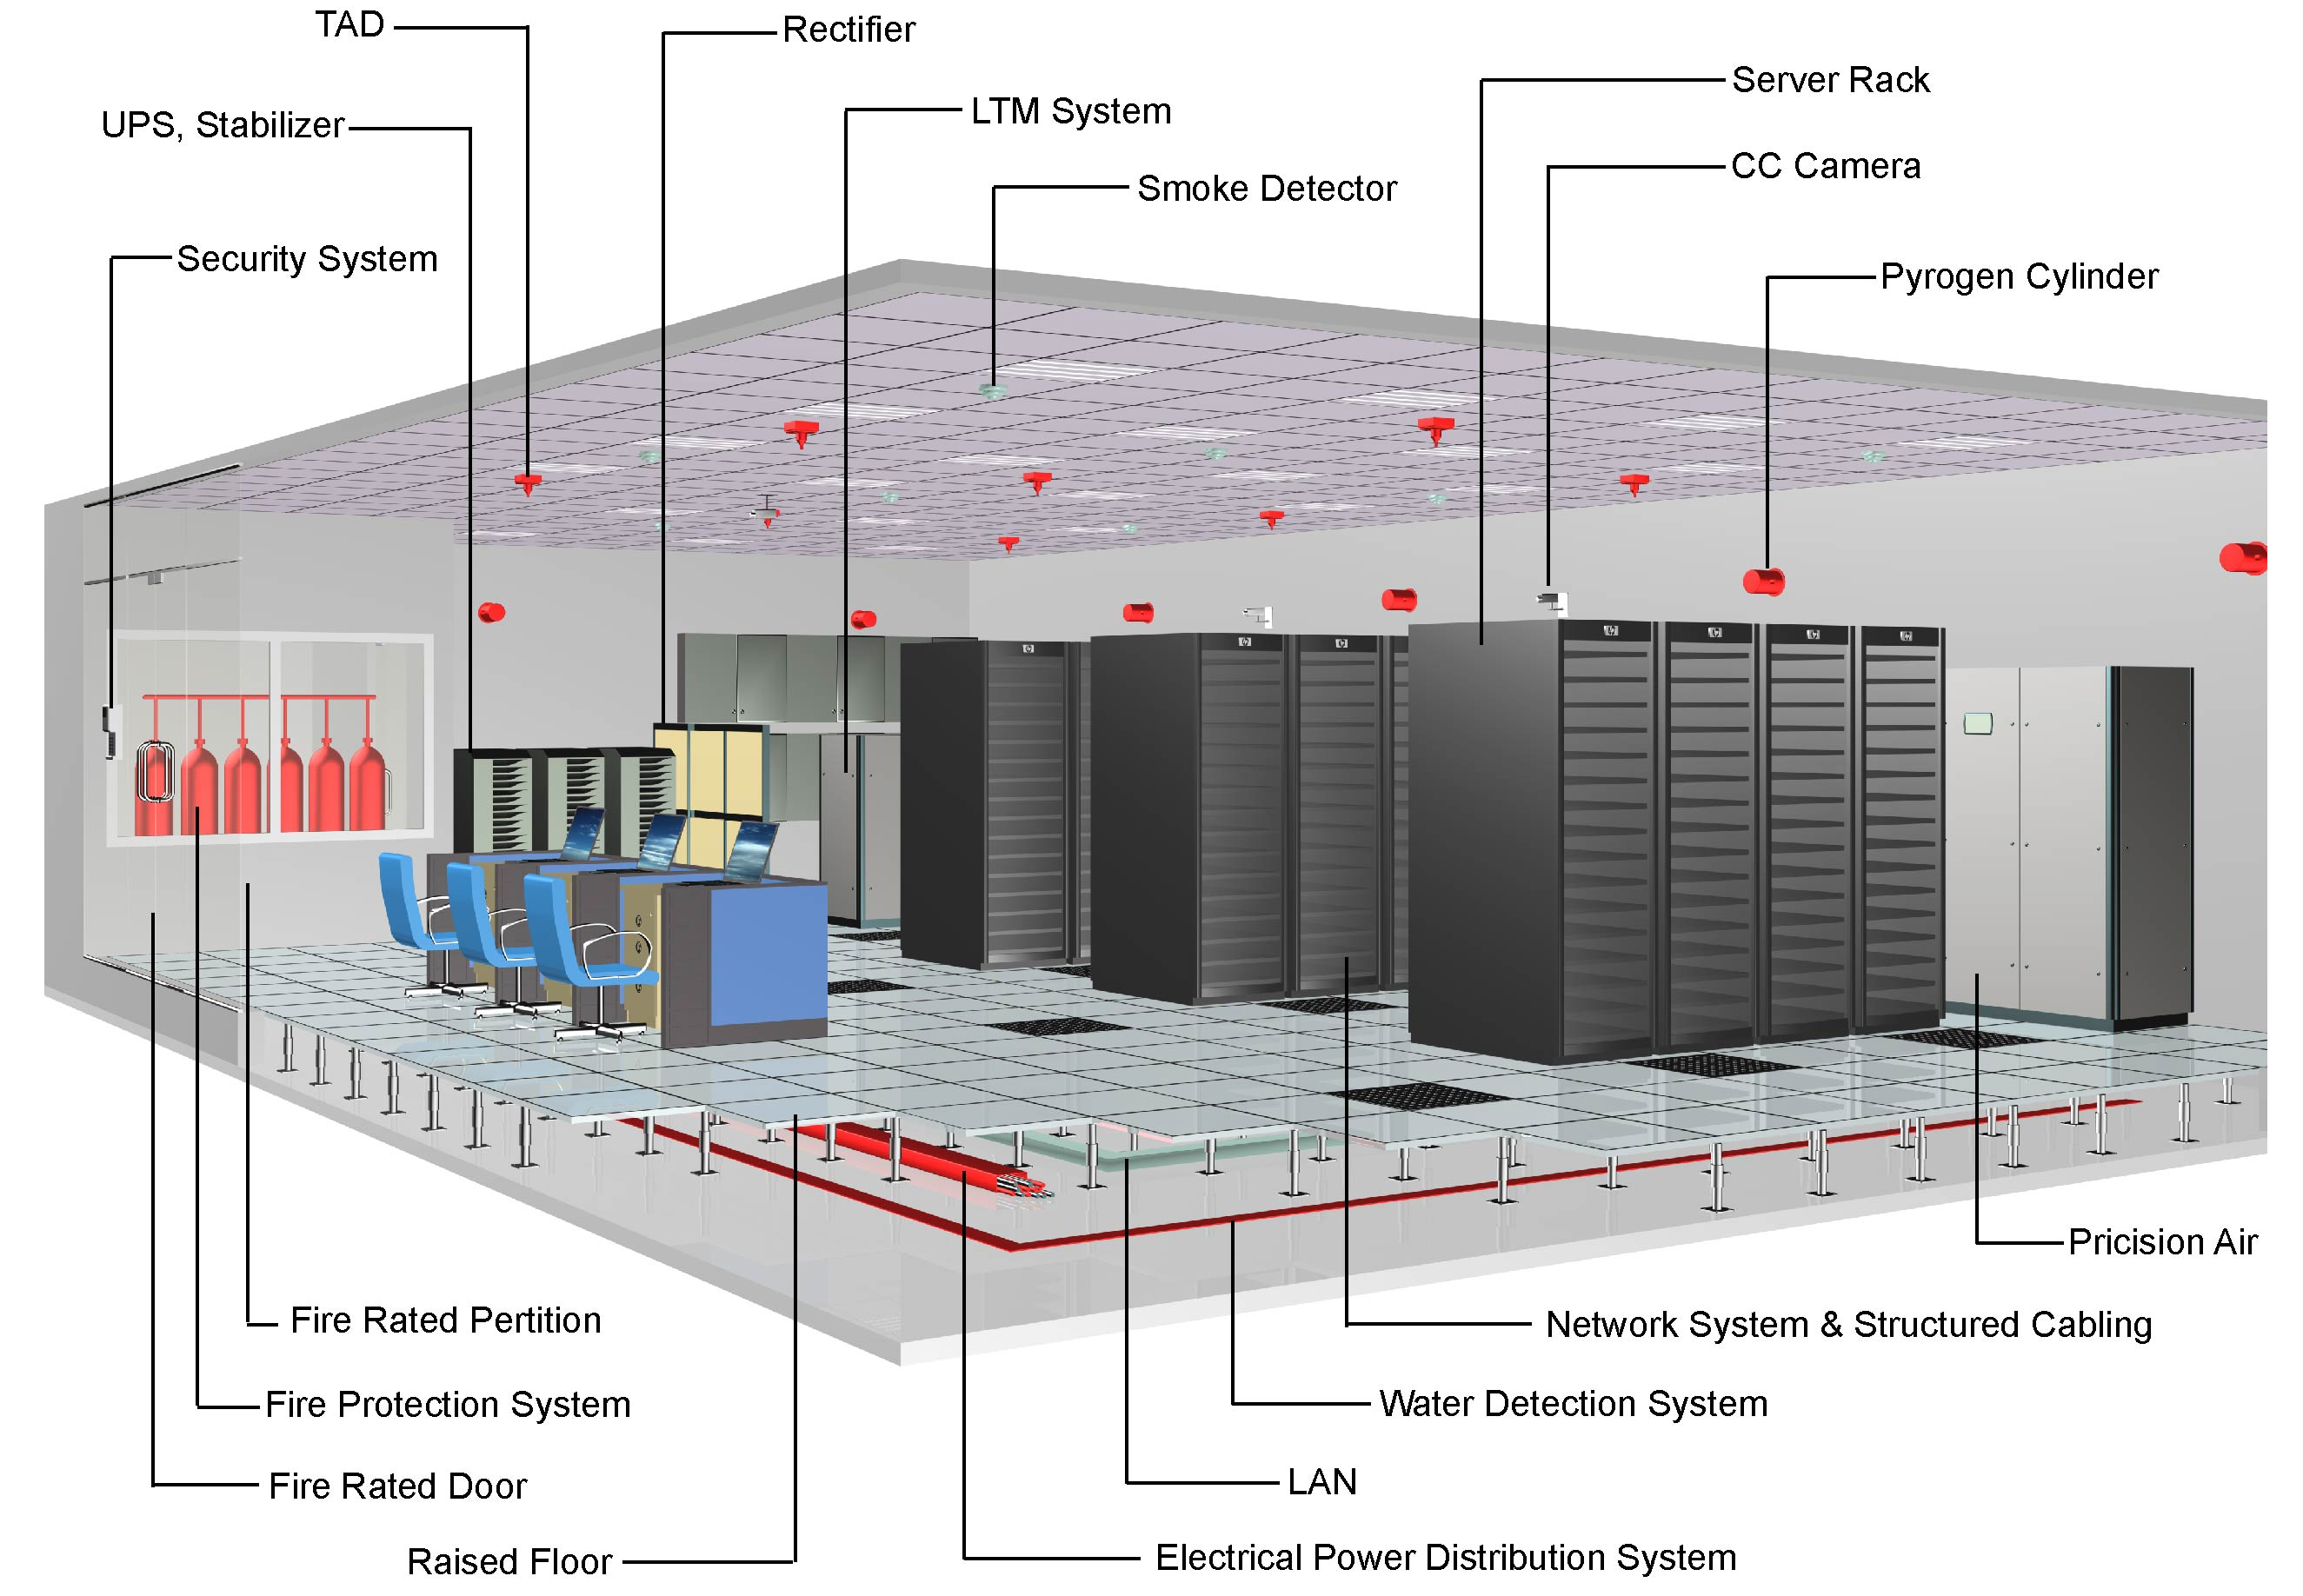 TAD
Rectifier
Server Rack
LTM System
UPS, Stabilizer
CC Camera
Smoke Detector
Security System
Pyrogen Cylinder
Pricision Air
Fire Rated Pertition
Network System & Structured Cabling
Fire Protection System
Water Detection System
Fire Rated Door
LAN
Raised Floor
Electrical Power Distribution System